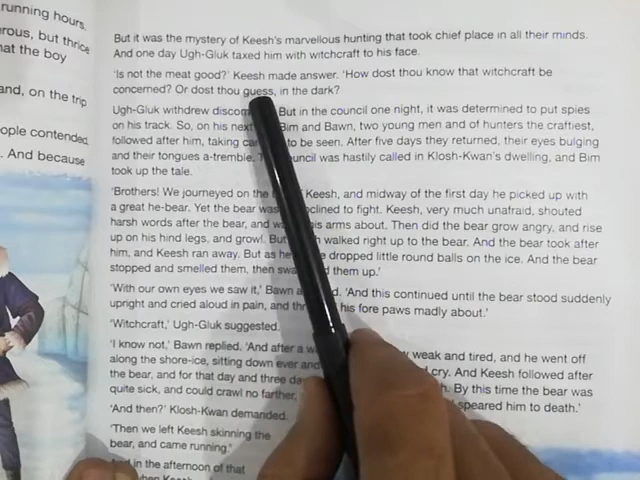 running hours.
rous, but thrice
hat the boy
and, on the trip
ople contended
. And because
But it was the mystery of Keesh's marvellous hunting that took chief place in all their minds.
And one day Ugh-Gluk taxed him with witchcraft to his face.
'Is not the meat good?' Keesh made answer. 'How dost thou know that witchcraft be
concerned? Or dost thou guess, in the dark?
Ugh-Gluk withdrew But in the council one night, it was determined to put spies
on his track. So, on his next Bim and Bawn, two young men and of hunters the craftiest,
followed after him, taking to be seen. After five days they returned, their eyes bulging
and their tongues a-tremble. council was hastily called in Klosh-Kwan's dwelling, and Bim
took up the tale.
'Brothers! We journeyed on the Keesh, and midway of the first day he picked up with
a great he-bear. Yet the bear was inclined to fight. Keesh, very much unafraid, shouted
harsh words after the bear, and his arms about. Then did the bear grow angry, and rise
up on his hind legs, and growl. But walked right up to the bear. And the bear took after
him, and Keesh ran away. But as he dropped little round balls on the ice. And the bear
stopped and smelled them, then them up.'
'With our own eyes we saw it,' Bawn 'And this continued until the bear stood suddenly
upright and cried aloud in pain, and his fore paws madly about.'
'Witchcraft,' Ugh-Gluk suggested.
'I know not,' Bawn replied. 'And after a weak and tired, and he went off
along the shore-ice, sitting down ever and cry. And Keesh followed after
the bear, and for that day and three By this time the bear was
quite sick, and could crawl no farther, speared him to death.'
'And then?' Klosh-Kwan demanded.
'Then we left Keesh skinning the
bear, and came running.'
in the afternoon of that